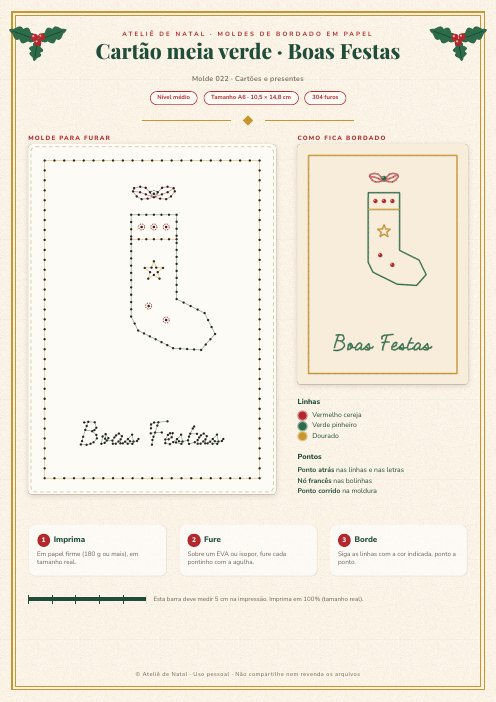 ATELIÊ DE NATAL · MOLDES DE BORDADO EM PAPEL
Cartão meia verde · Boas Festas
Molde 022 · Cartões e presentes
Nível médio
Tamanho A6 · 10,5 × 14,8 cm
304 furos
MOLDE PARA FURAR
COMO FICA BORDADO
Boas Festas
Boas Festas
Linhas
Vermelho cereja
Verde pinheiro
Dourado
Pontos
Ponto atrás nas linhas e nas letras
Nó francês nas bolinhas
Ponto corrido na moldura
1 Imprima
Em papel firme (180 g ou mais), em
tamanho real.
2 Fure
Sobre um EVA ou isopor, fure cada
pontinho com a agulha.
3 Borde
Siga as linhas com a cor indicada, ponto a
ponto.
Esta barra deve medir 5 cm na impressão. Imprima em 100% (tamanho real).
© Ateliê de Natal · Uso pessoal · Não compartilhe nem revenda os arquivos